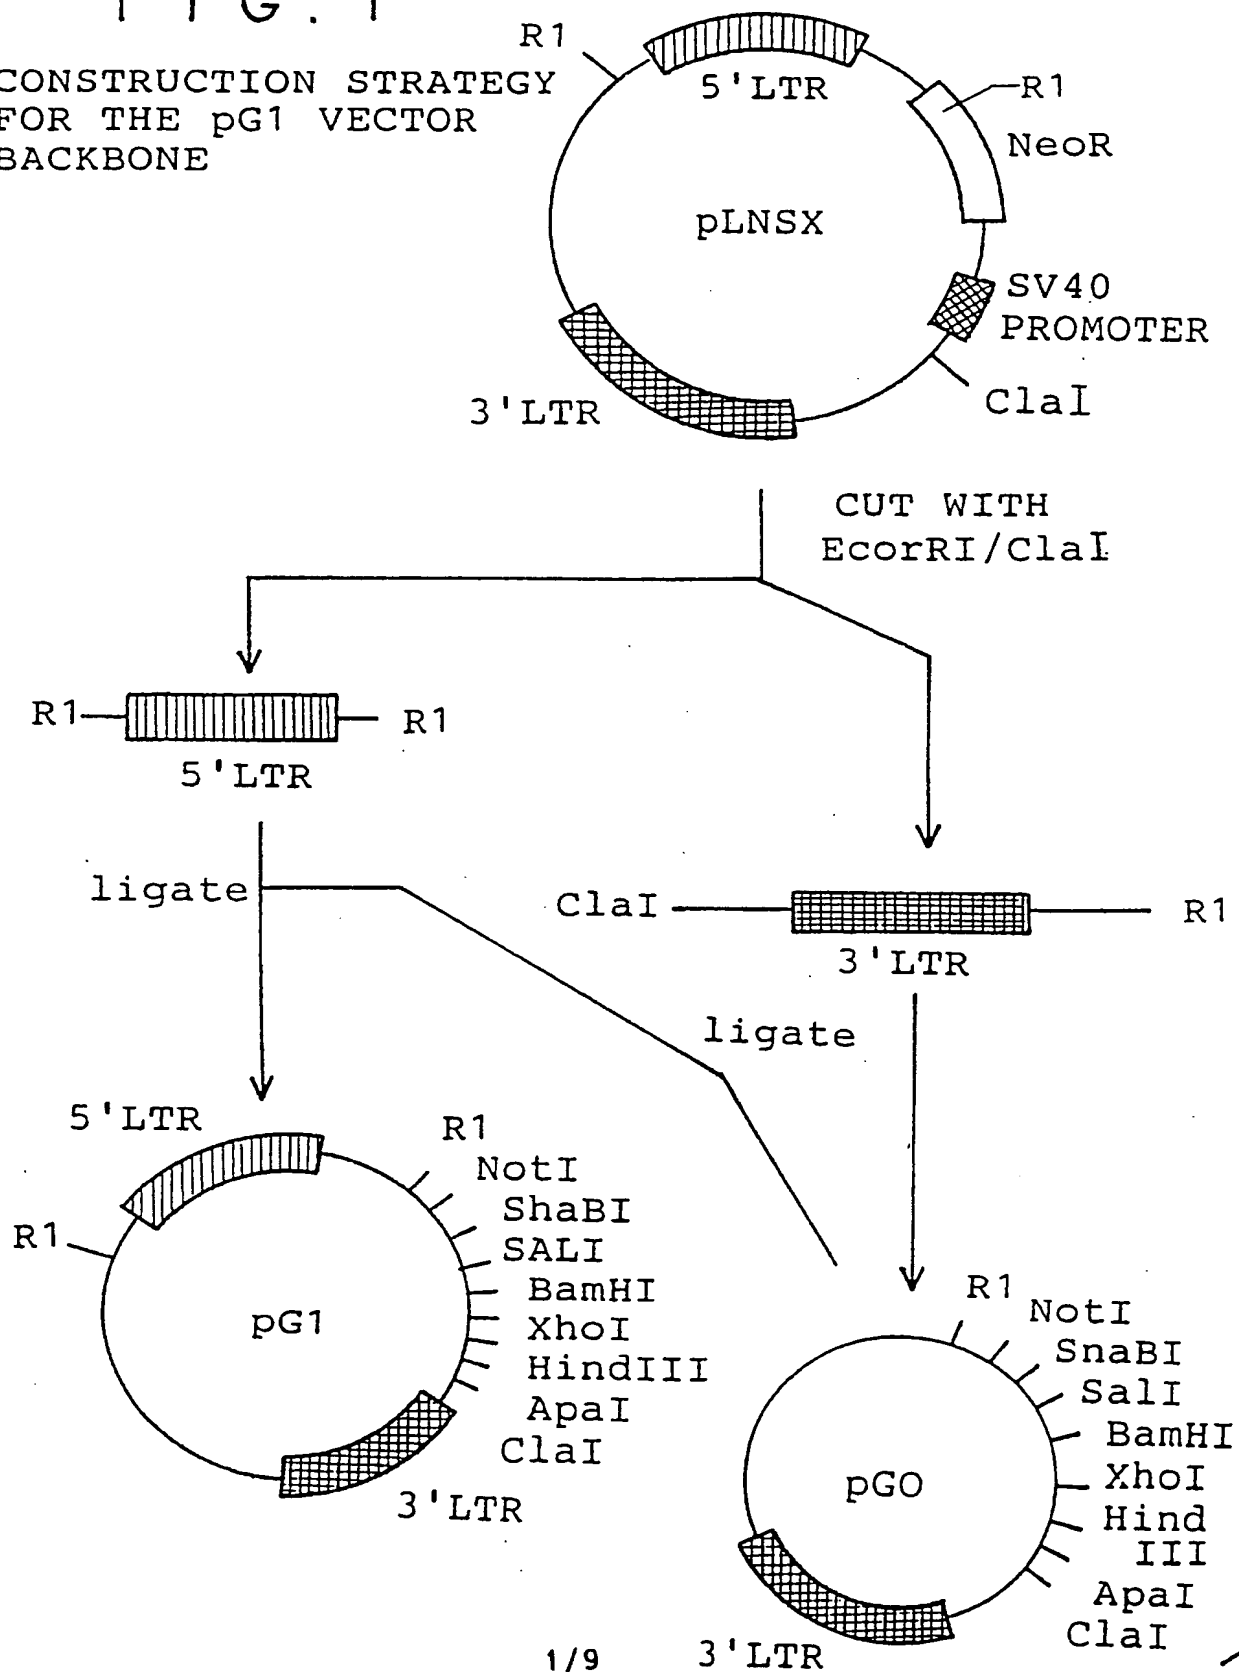 FIG. 1
CONSTRUCTION STRATEGY
FOR THE pG1 VECTOR
BACKBONE
R1
5'LTR
R1
NeoR
pLNSX
SV40
PROMOTER
ClaI
3'LTR
CUT WITH
EcorRI/ClaI
R1
R1
5'LTR
ligate
ClaI
R1
3'LTR
ligate
5'LTR
R1
NotI
ShaBI
SALI
BamHI
XhoI
HindIII
ApaI
ClaI
R1
pG1
3'LTR
R1
NotI
SnaBI
SalI
BamHI
XhoI
Hind
III
ApaI
ClaI
pGO
3'LTR
1/9